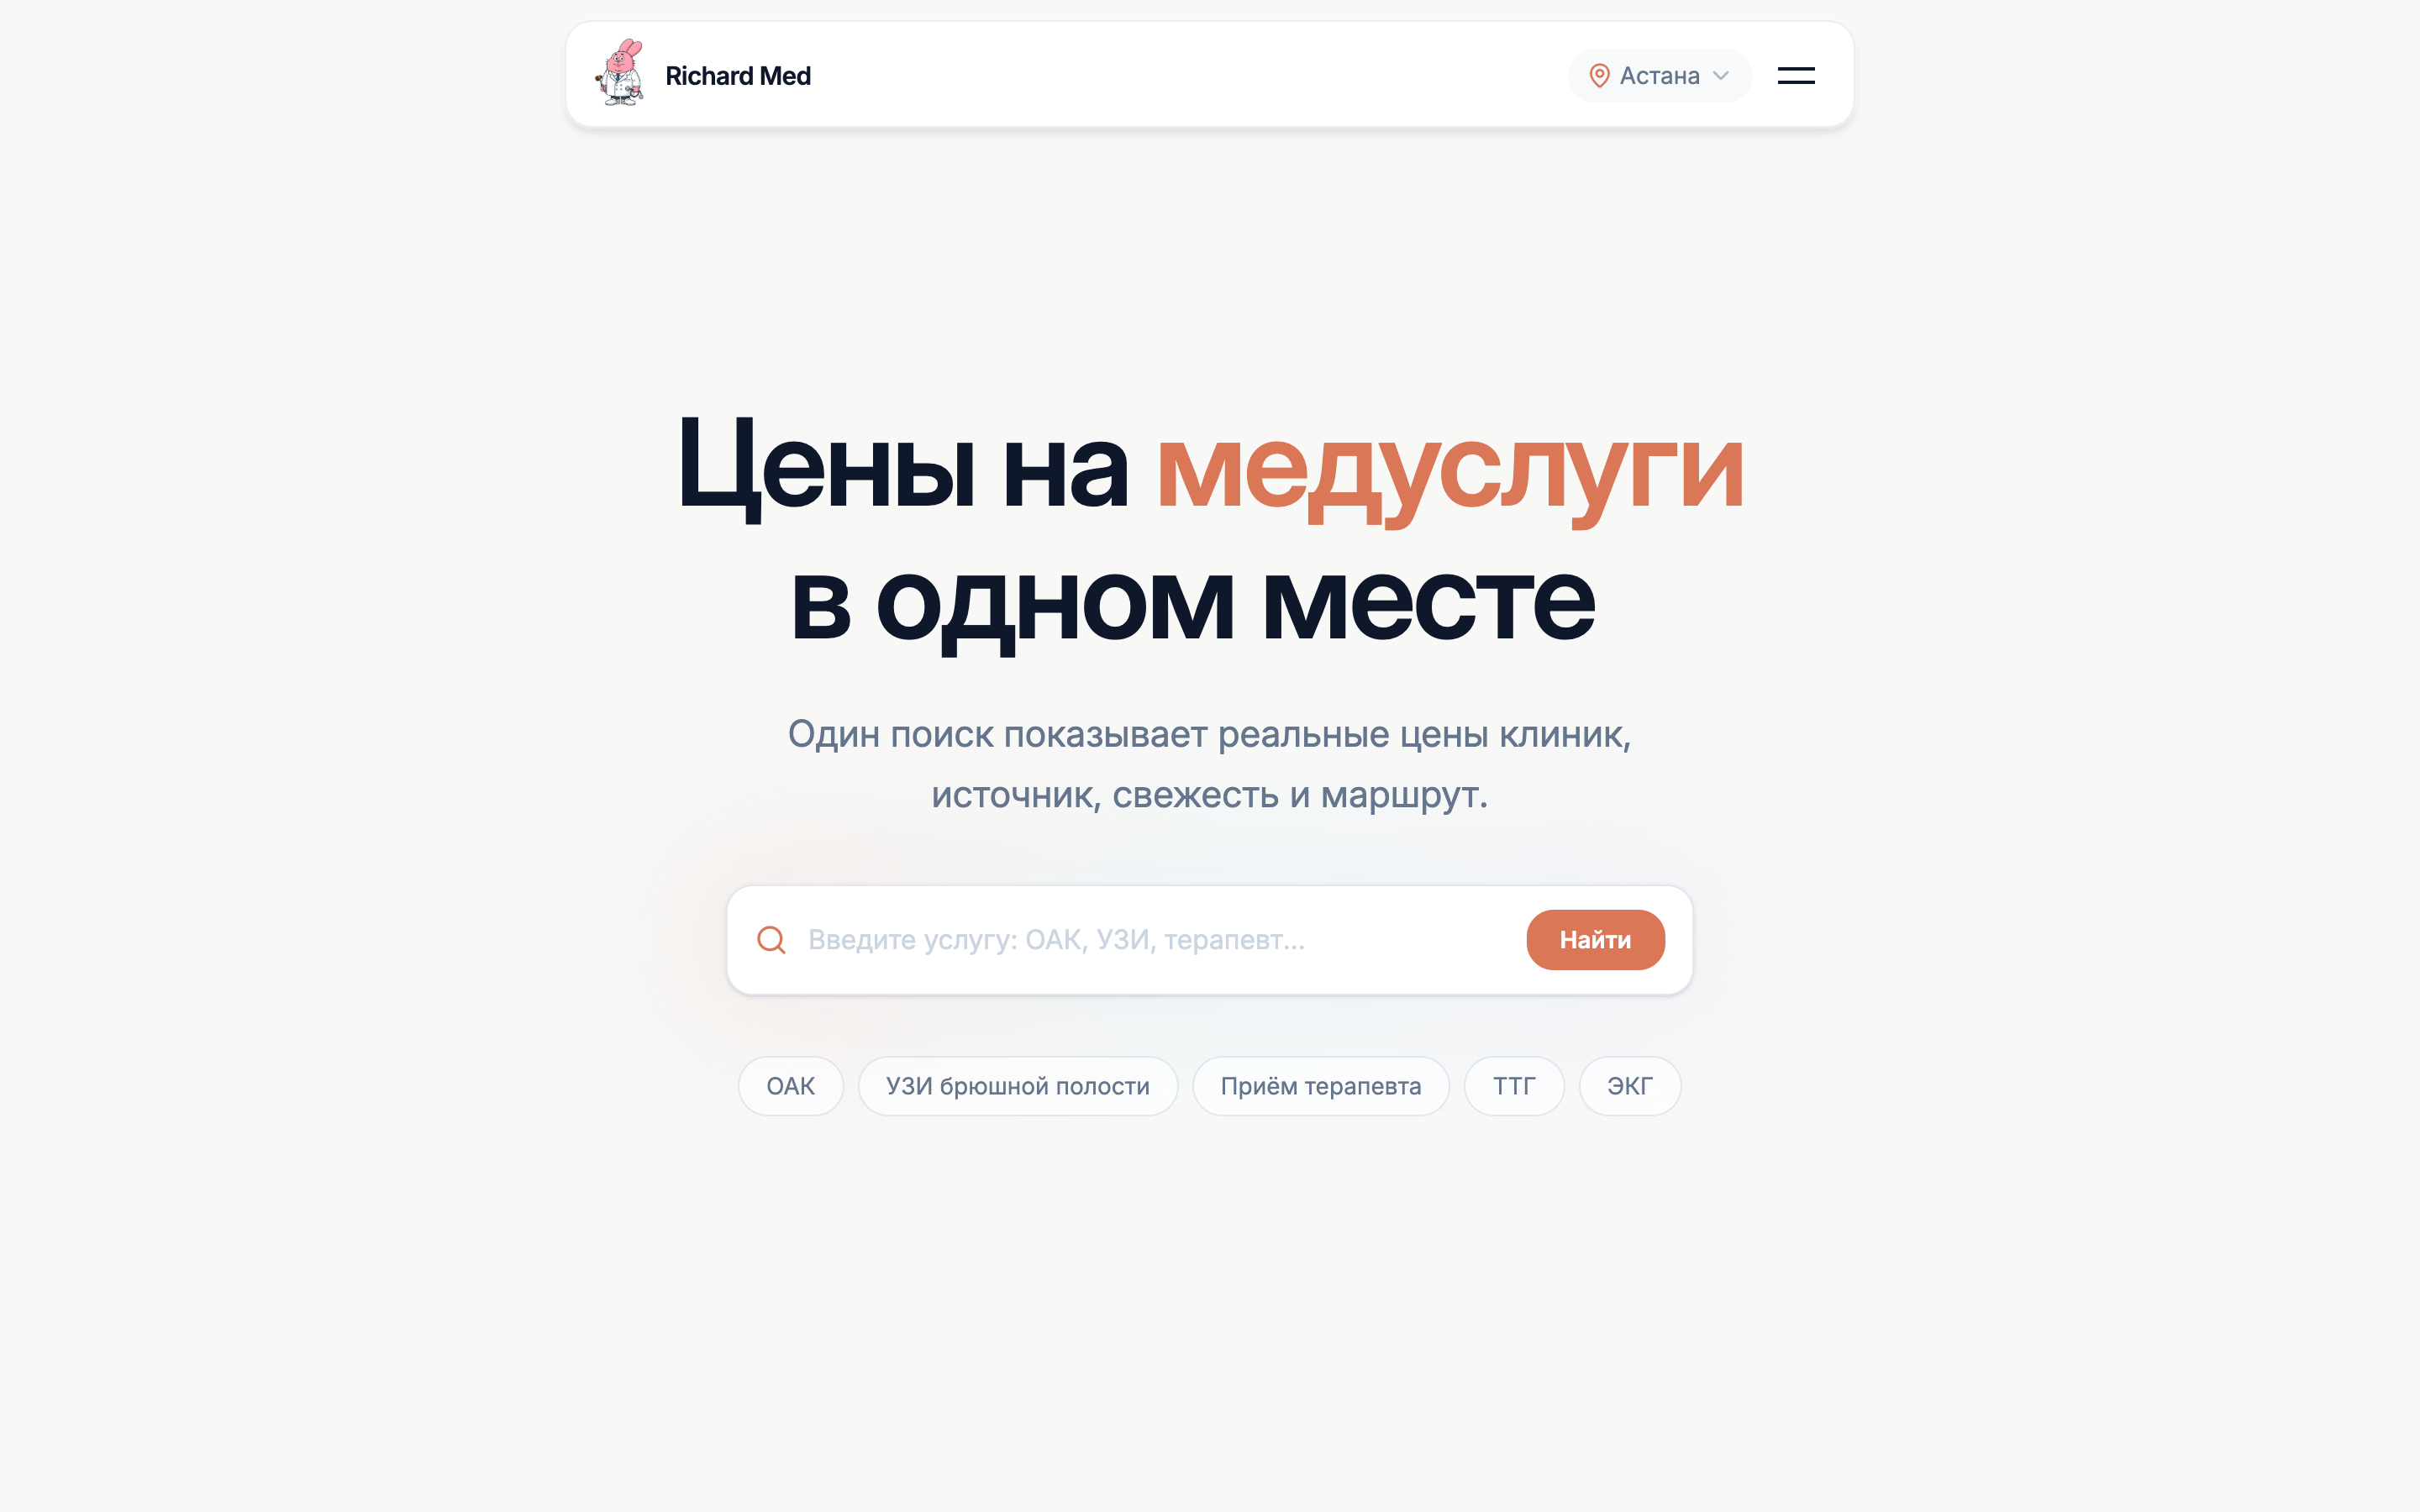 Richard Med
Астана
Цены на медуслуги
в одном месте
Один поиск показывает реальные цены клиник,
источник, свежесть и маршрут.
Введите услугу: ОАК, УЗИ, терапевт...
Найти
ОАК
УЗИ брюшной полости
Приём терапевта
ТТГ
ЭКГ